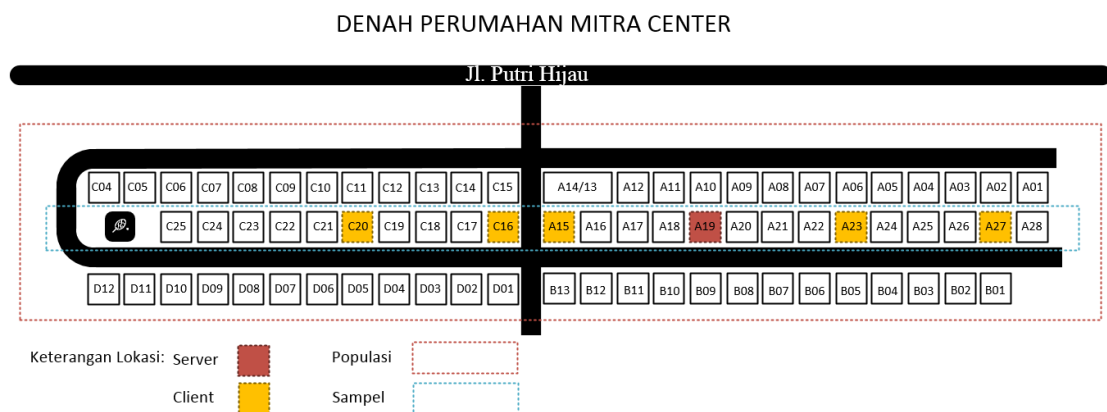 DENAH PERUMAHAN MITRA CENTER
Jl. Putri Hijau
C04 C05 C06 C07 C08 C09 C10 C11 C12 C13 C14 C15 A14/13 A12 A11 A10 A09 A08 A07 A06 A05 A04 A03 A02 A01
C25 C24 C23 C22 C21 C20 C19 C18 C17 C16 A15 A16 A17 A18 A19 A20 A21 A22 A23 A24 A25 A26 A27 A28
D12 D11 D10 D09 D08 D07 D06 D05 D04 D03 D02 D01 B13 B12 B11 B10 B09 B08 B07 B06 B05 B04 B03 B02 B01
Keterangan Lokasi: Server Populasi
Client Sampel